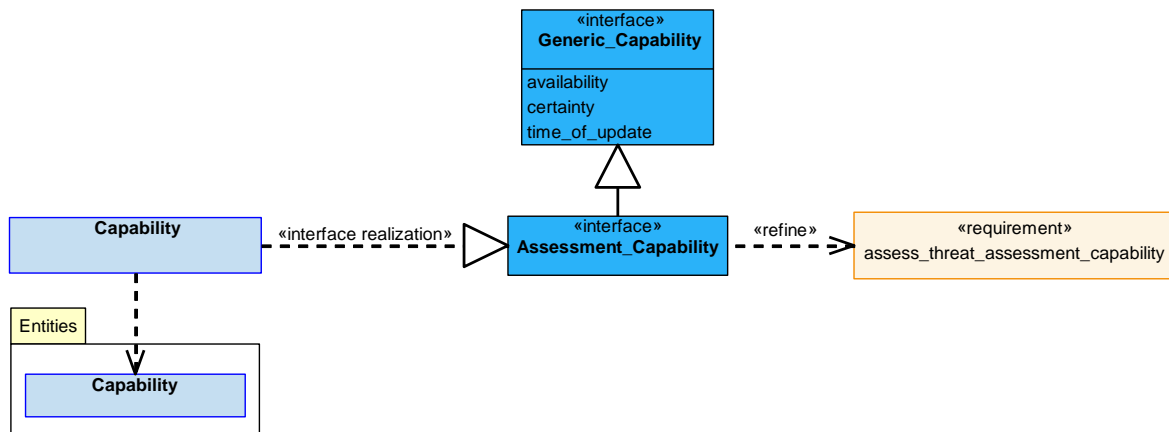 «interface»
Generic_Capability
availability
certainty
time_of_update
Capability
«interface realization»
«interface»
Assessment_Capability
«refine»
«requirement»
assess_threat_assessment_capability
Entities
Capability